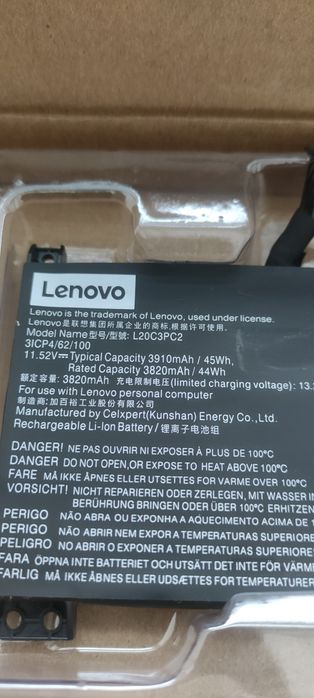 Lenovo
Lenovo is the trademark of Lenovo, used under license.
Lenovo是联想集团所属企业的商标,根据许可使用.
Model Name型号/型號: L20C3PC2
3ICP4/62/100
11.52V⎓Typical Capacity 3910mAh / 45Wh,
Rated Capacity 3820mAh / 44Wh
额定容量: 3820mAh 充电限制电压(limited charging voltage): 13.
For use with Lenovo personal computer
制造商: 加百裕工业股份有限公司
Manufactured by Celxpert(Kunshan) Energy Co.,Ltd.
Rechargeable Li-Ion Battery / 锂离子电池组
DANGER! NE PAS OUVRIR NI EXPOSER À PLUS DE 100°C
DANGER DO NOT OPEN,OR EXPOSE TO HEAT ABOVE 100°C
FARE MÅ IKKE ÅBNES ELLER UTSETTES FOR VARME OVER 100°C
VORSICHT! NICHT REPARIEREN ODER ZERLEGEN, MIT WASSER IN
BERÜHRUNG BRINGEN ODER ÜBER 100°C ERHITZEN
PERIGO NÃO ABRA OU EXPONHA A AQUECIMENTO ACIMA DE 1
PERIGO NO ABRIR NI EXPONER A TEMPERATURAS SUPERIORE
PELIGRO NO ABRIR O EXPONER A TEMPERATURAS SUPERIORES
FARA ÖPPNA INTE BATTERIET OCH UTSÄTT DET INTE FÖR VÄRM
FARLIG MÅ IKKE ÅBNES ELLER UDSÆTTES FOR TEMPERATURER